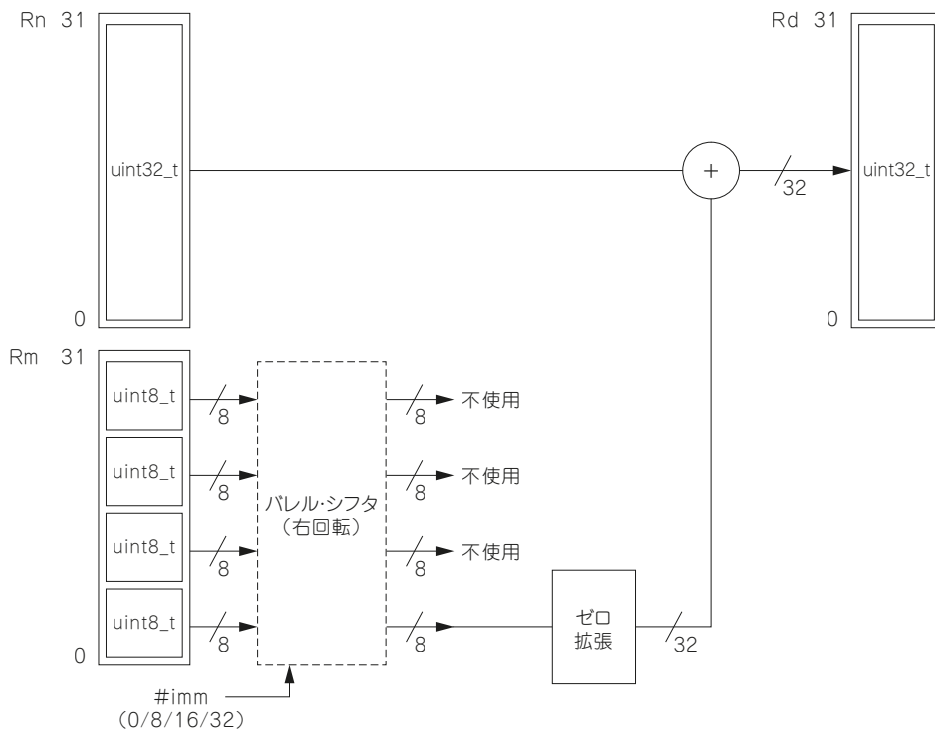 Rn 31
Rd 31
uint32_t
+
32
uint32_t
0
0
Rm 31
uint8_t
8
8
不使用
uint8_t
8
8
不使用
バレル・シフタ
(右回転)
uint8_t
8
8
不使用
uint8_t
8
8
ゼロ
拡張
32
0
#imm
(0/8/16/32)